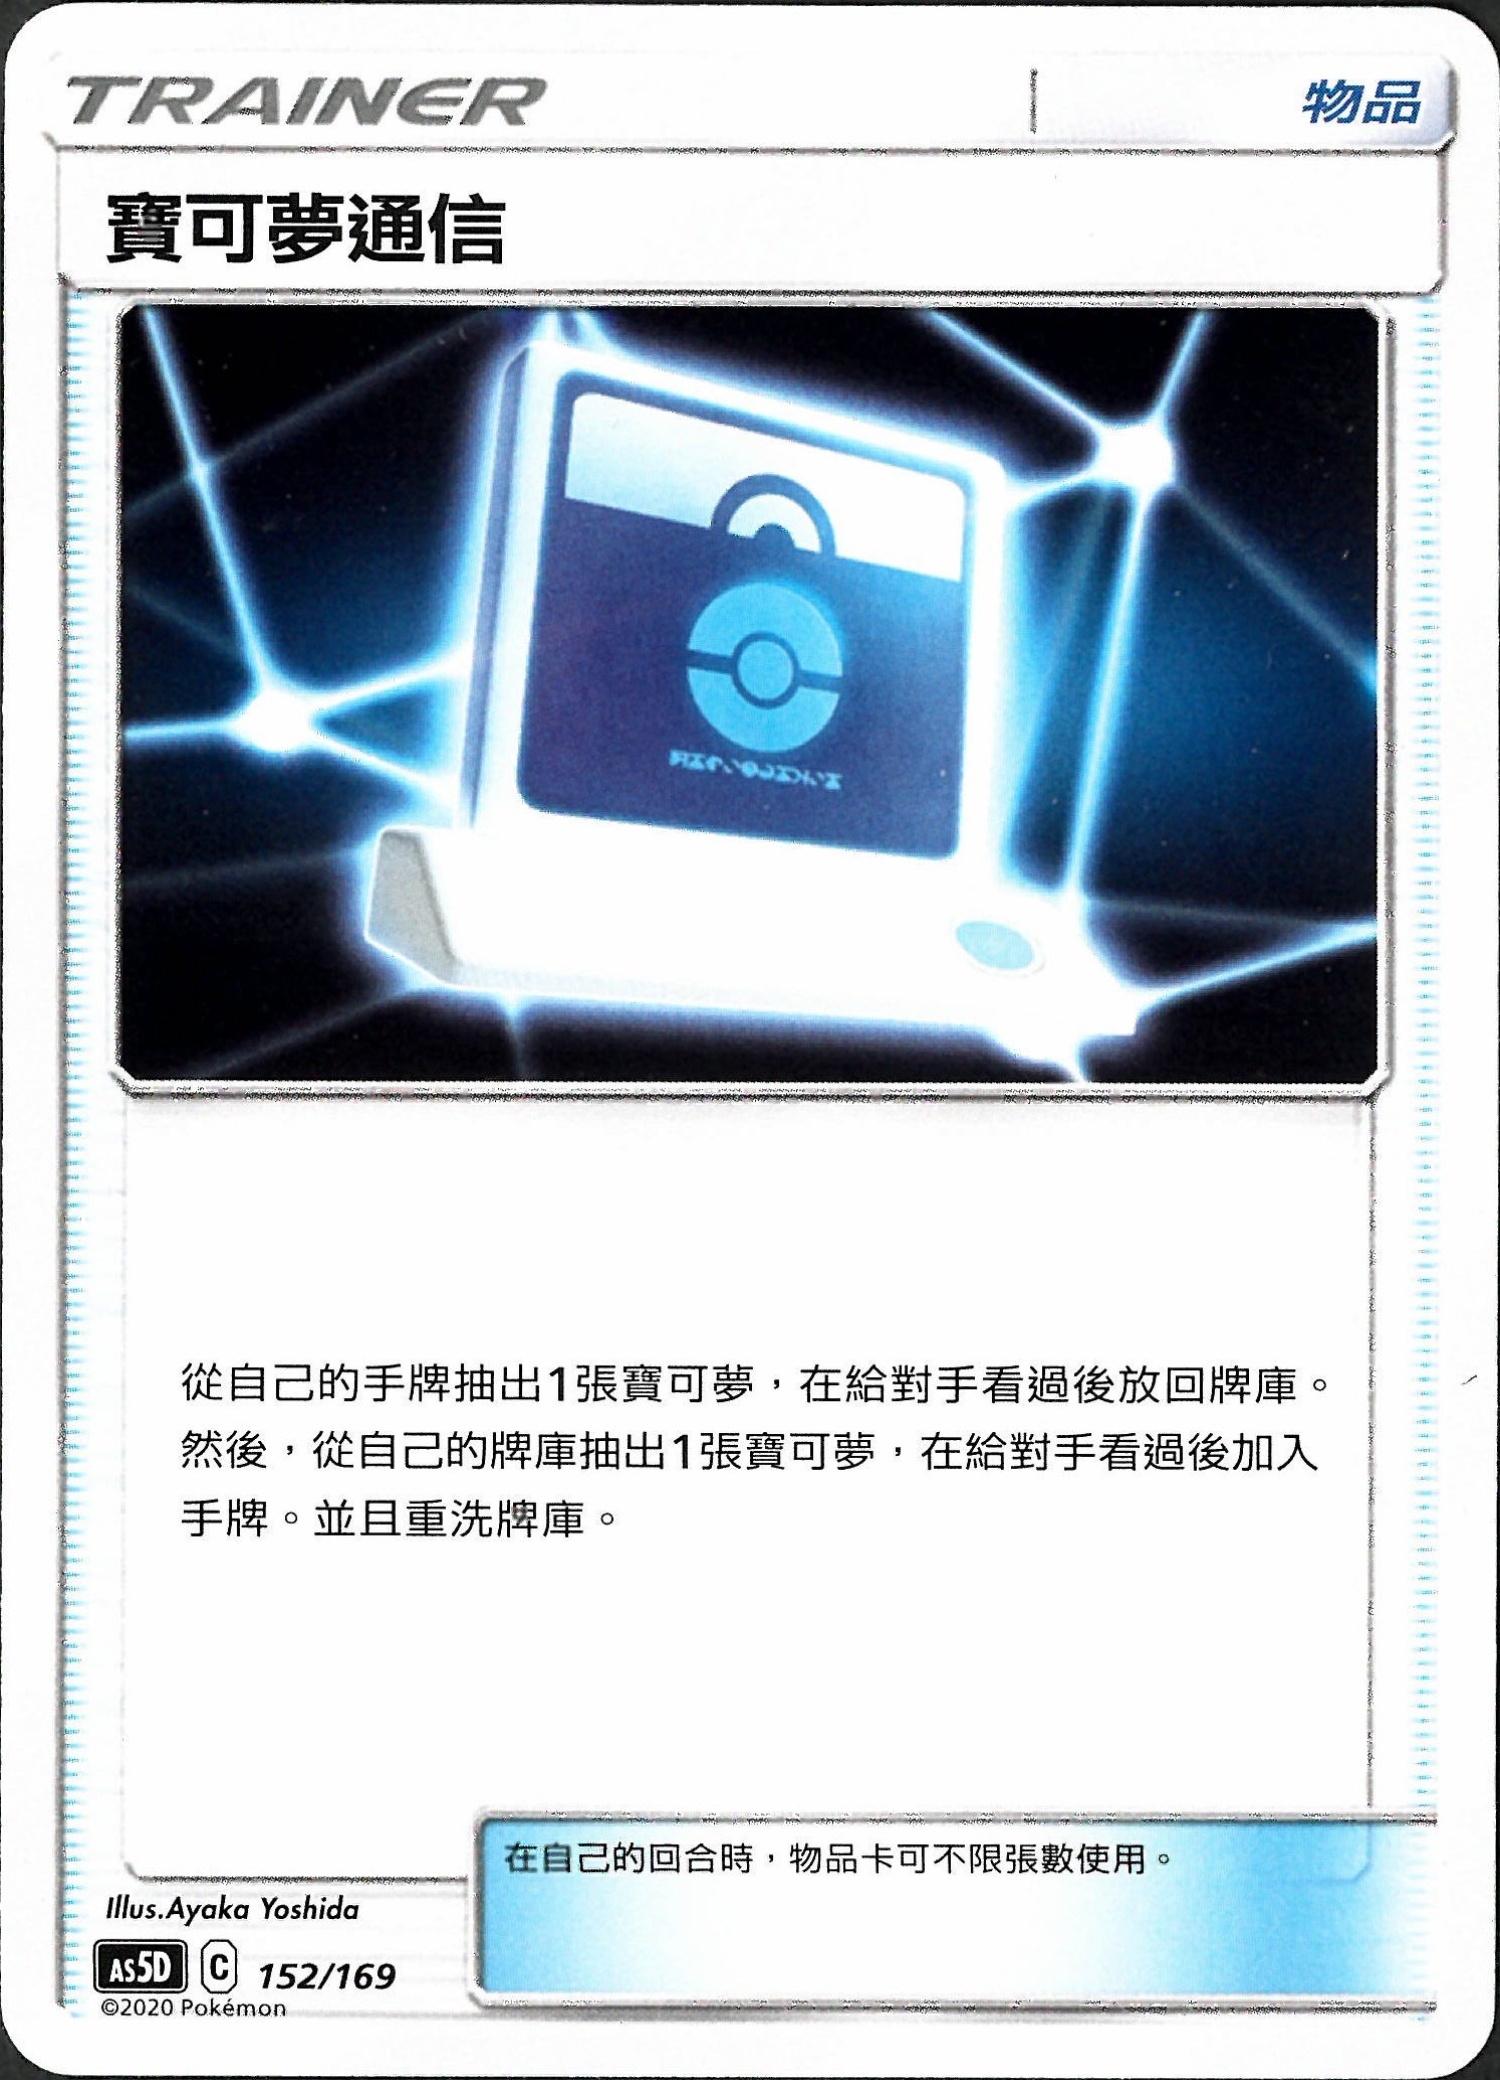 TRAINER
物品
寶可夢通信
從自己的手牌抽出1張寶可夢，在給對手看過後放回牌庫。
然後，從自己的牌庫抽出1張寶可夢，在給對手看過後加入
手牌。並且重洗牌庫。
在自己的回合時，物品卡可不限張數使用。
Illus.Ayaka Yoshida
AS5D C 152/169
©2020 Pokémon